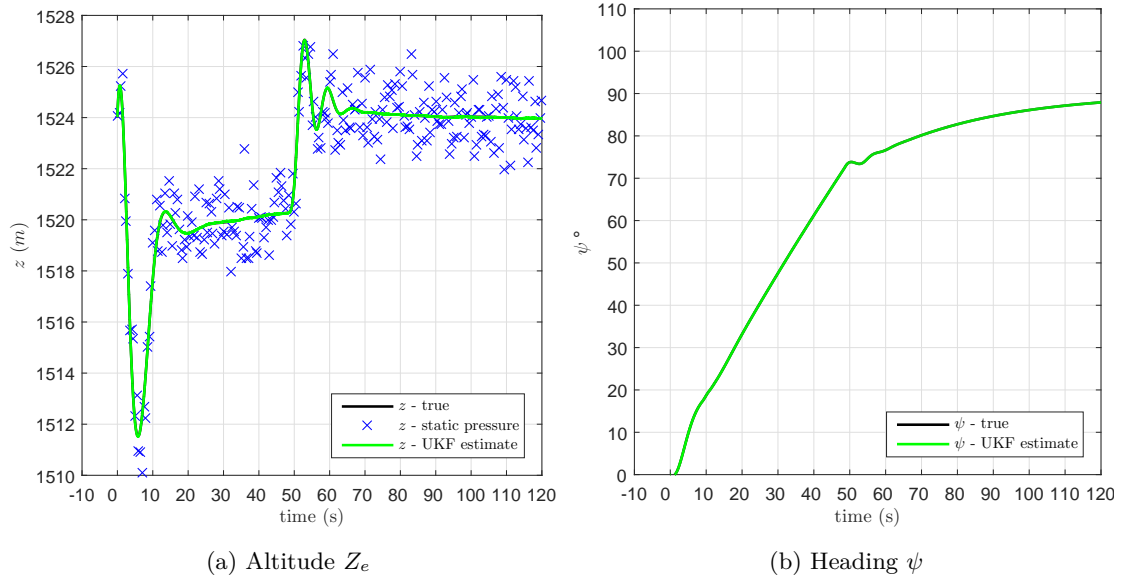 1528
1526
1524
1522
1520
1518
1516
1514
1512
1510
z (m)
-10 0 10 20 30 40 50 60 70 80 90 100 110 120
time (s)
z - true
z - static pressure
z - UKF estimate
(a) Altitude Z_e
110
100
90
80
70
60
50
40
30
20
10
0
ψ °
-10 0 10 20 30 40 50 60 70 80 90 100 110 120
time (s)
ψ - true
ψ - UKF estimate
(b) Heading ψ